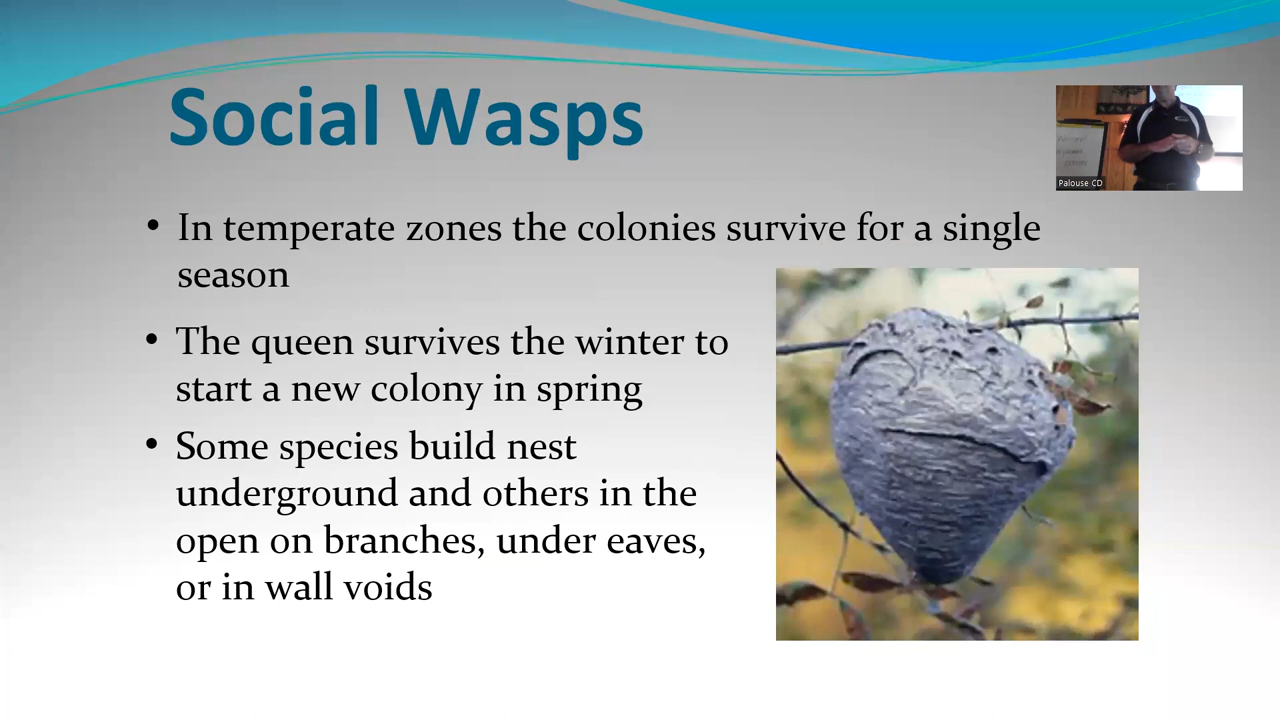 Social Wasps
Palouse CD
• In temperate zones the colonies survive for a single
season
• The queen survives the winter to
start a new colony in spring
• Some species build nest
underground and others in the
open on branches, under eaves,
or in wall voids